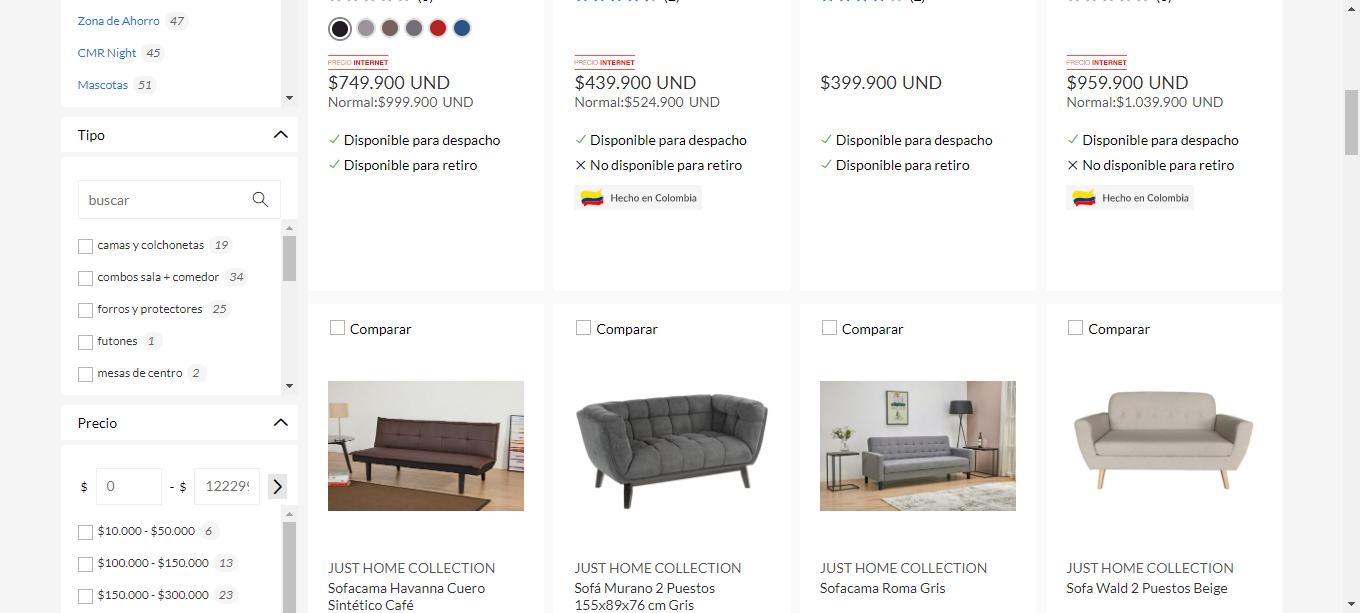 Zona de Ahorro 47
CMR Night 45
Mascotas 51
Tipo
buscar
camas y colchonetas 19
combos sala + comedor 34
forros y protectores 25
futones 1
mesas de centro 2
Precio
$ 0 - $ 12229
$10.000 - $50.000 6
$100.000 - $150.000 13
$150.000 - $300.000 23
PRECIO INTERNET
$749.900 UND
Normal:$999.900 UND
Disponible para despacho
Disponible para retiro
PRECIO INTERNET
$439.900 UND
Normal:$524.900 UND
Disponible para despacho
No disponible para retiro
Hecho en Colombia
$399.900 UND
Disponible para despacho
Disponible para retiro
PRECIO INTERNET
$959.900 UND
Normal:$1.039.900 UND
Disponible para despacho
No disponible para retiro
Hecho en Colombia
Comparar
JUST HOME COLLECTION
Sofacama Havanna Cuero
Sintético Café
Comparar
JUST HOME COLLECTION
Sofá Murano 2 Puestos
155x89x76 cm Gris
Comparar
JUST HOME COLLECTION
Sofacama Roma Gris
Comparar
JUST HOME COLLECTION
Sofa Wald 2 Puestos Beige